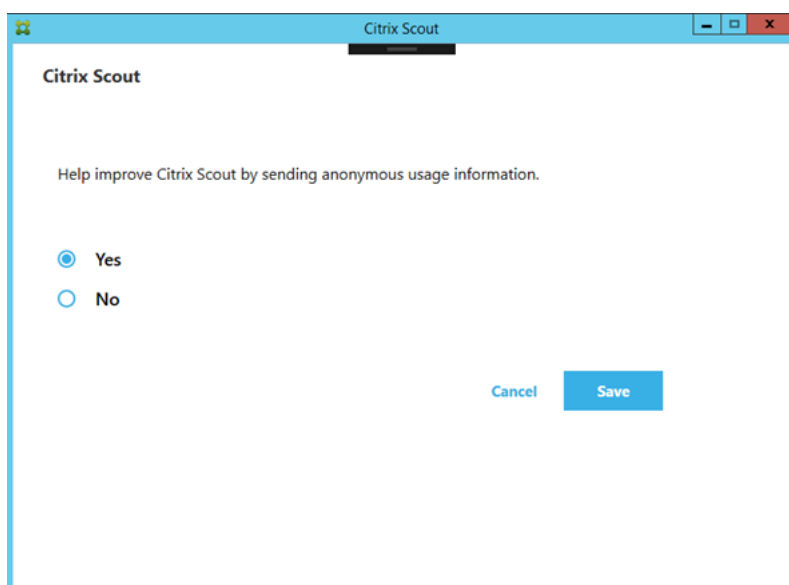 Citrix Scout
Citrix Scout
Help improve Citrix Scout by sending anonymous usage information.
Yes
No
Cancel Save